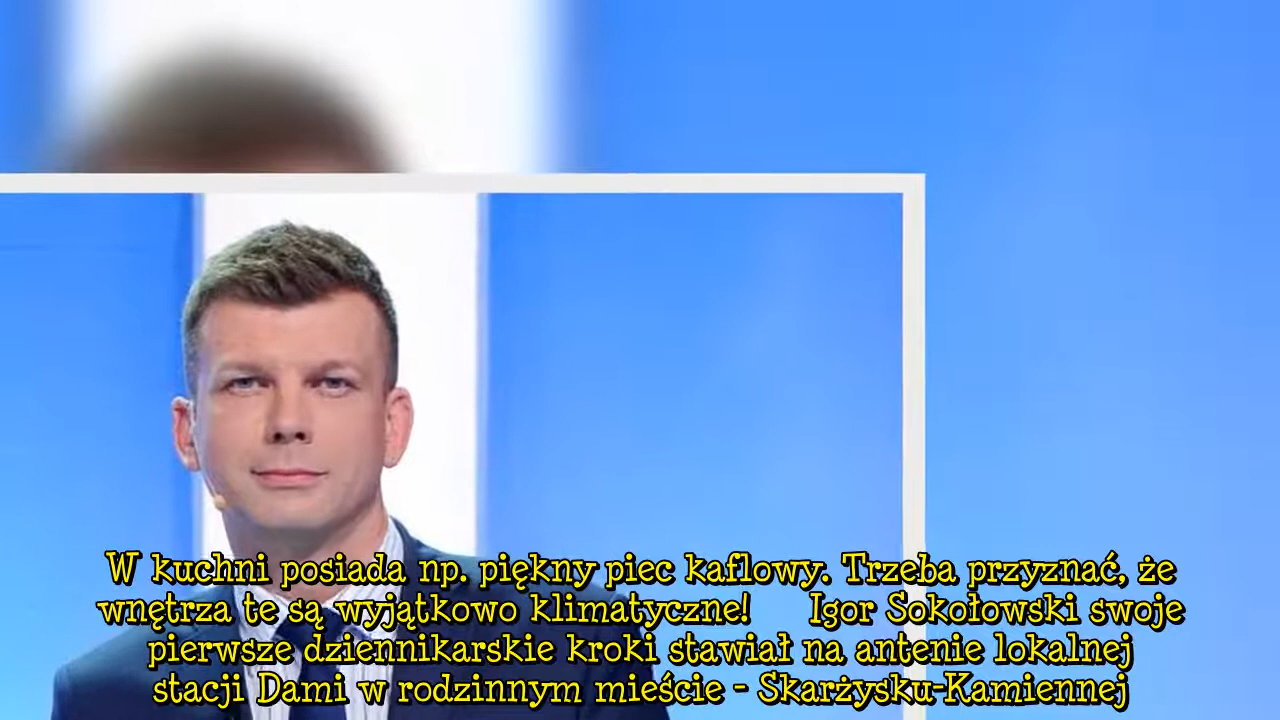 W kuchni posiada np. piękny piec kaflowy. Trzeba przyznać, że
wnętrza te są wyjątkowo klimatyczne! Igor Sokołowski swoje
pierwsze dziennikarskie kroki stawiał na antenie lokalnej
stacji Dami w rodzinnym mieście - Skarżysku-Kamiennej